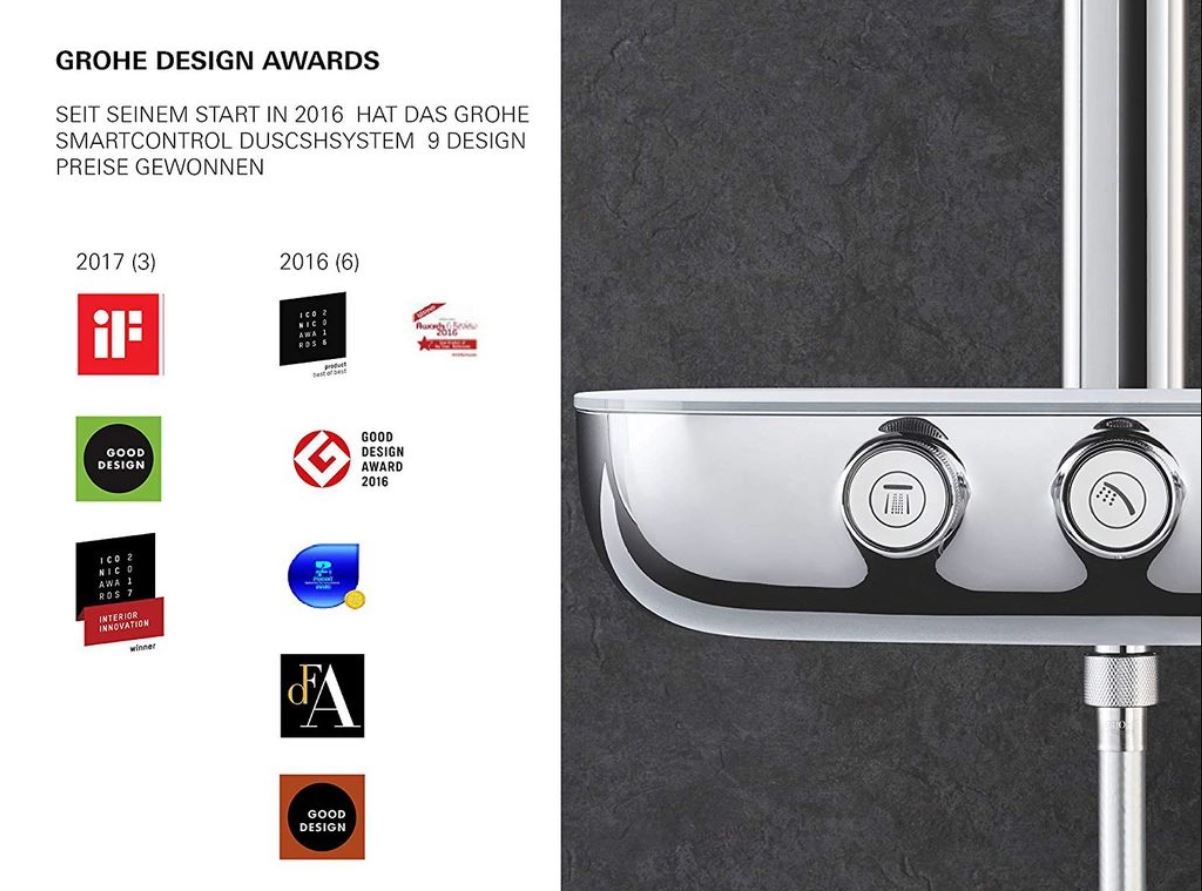 GROHE DESIGN AWARDS
SEIT SEINEM START IN 2016 HAT DAS GROHE
SMARTCONTROL DUSCSHSYSTEM 9 DESIGN
PREISE GEWONNEN
2017 (3)
2016 (6)
iF
GOOD
DESIGN
ICO 2
NIC 0
AWA 1
RDS 7
INTERIOR
INNOVATION
winner
ICO 2
NIC 0
AWA 1
RDS 6
product
best of best
Awards
2016
GOOD
DESIGN
AWARD
2016
dFA
GOOD
DESIGN